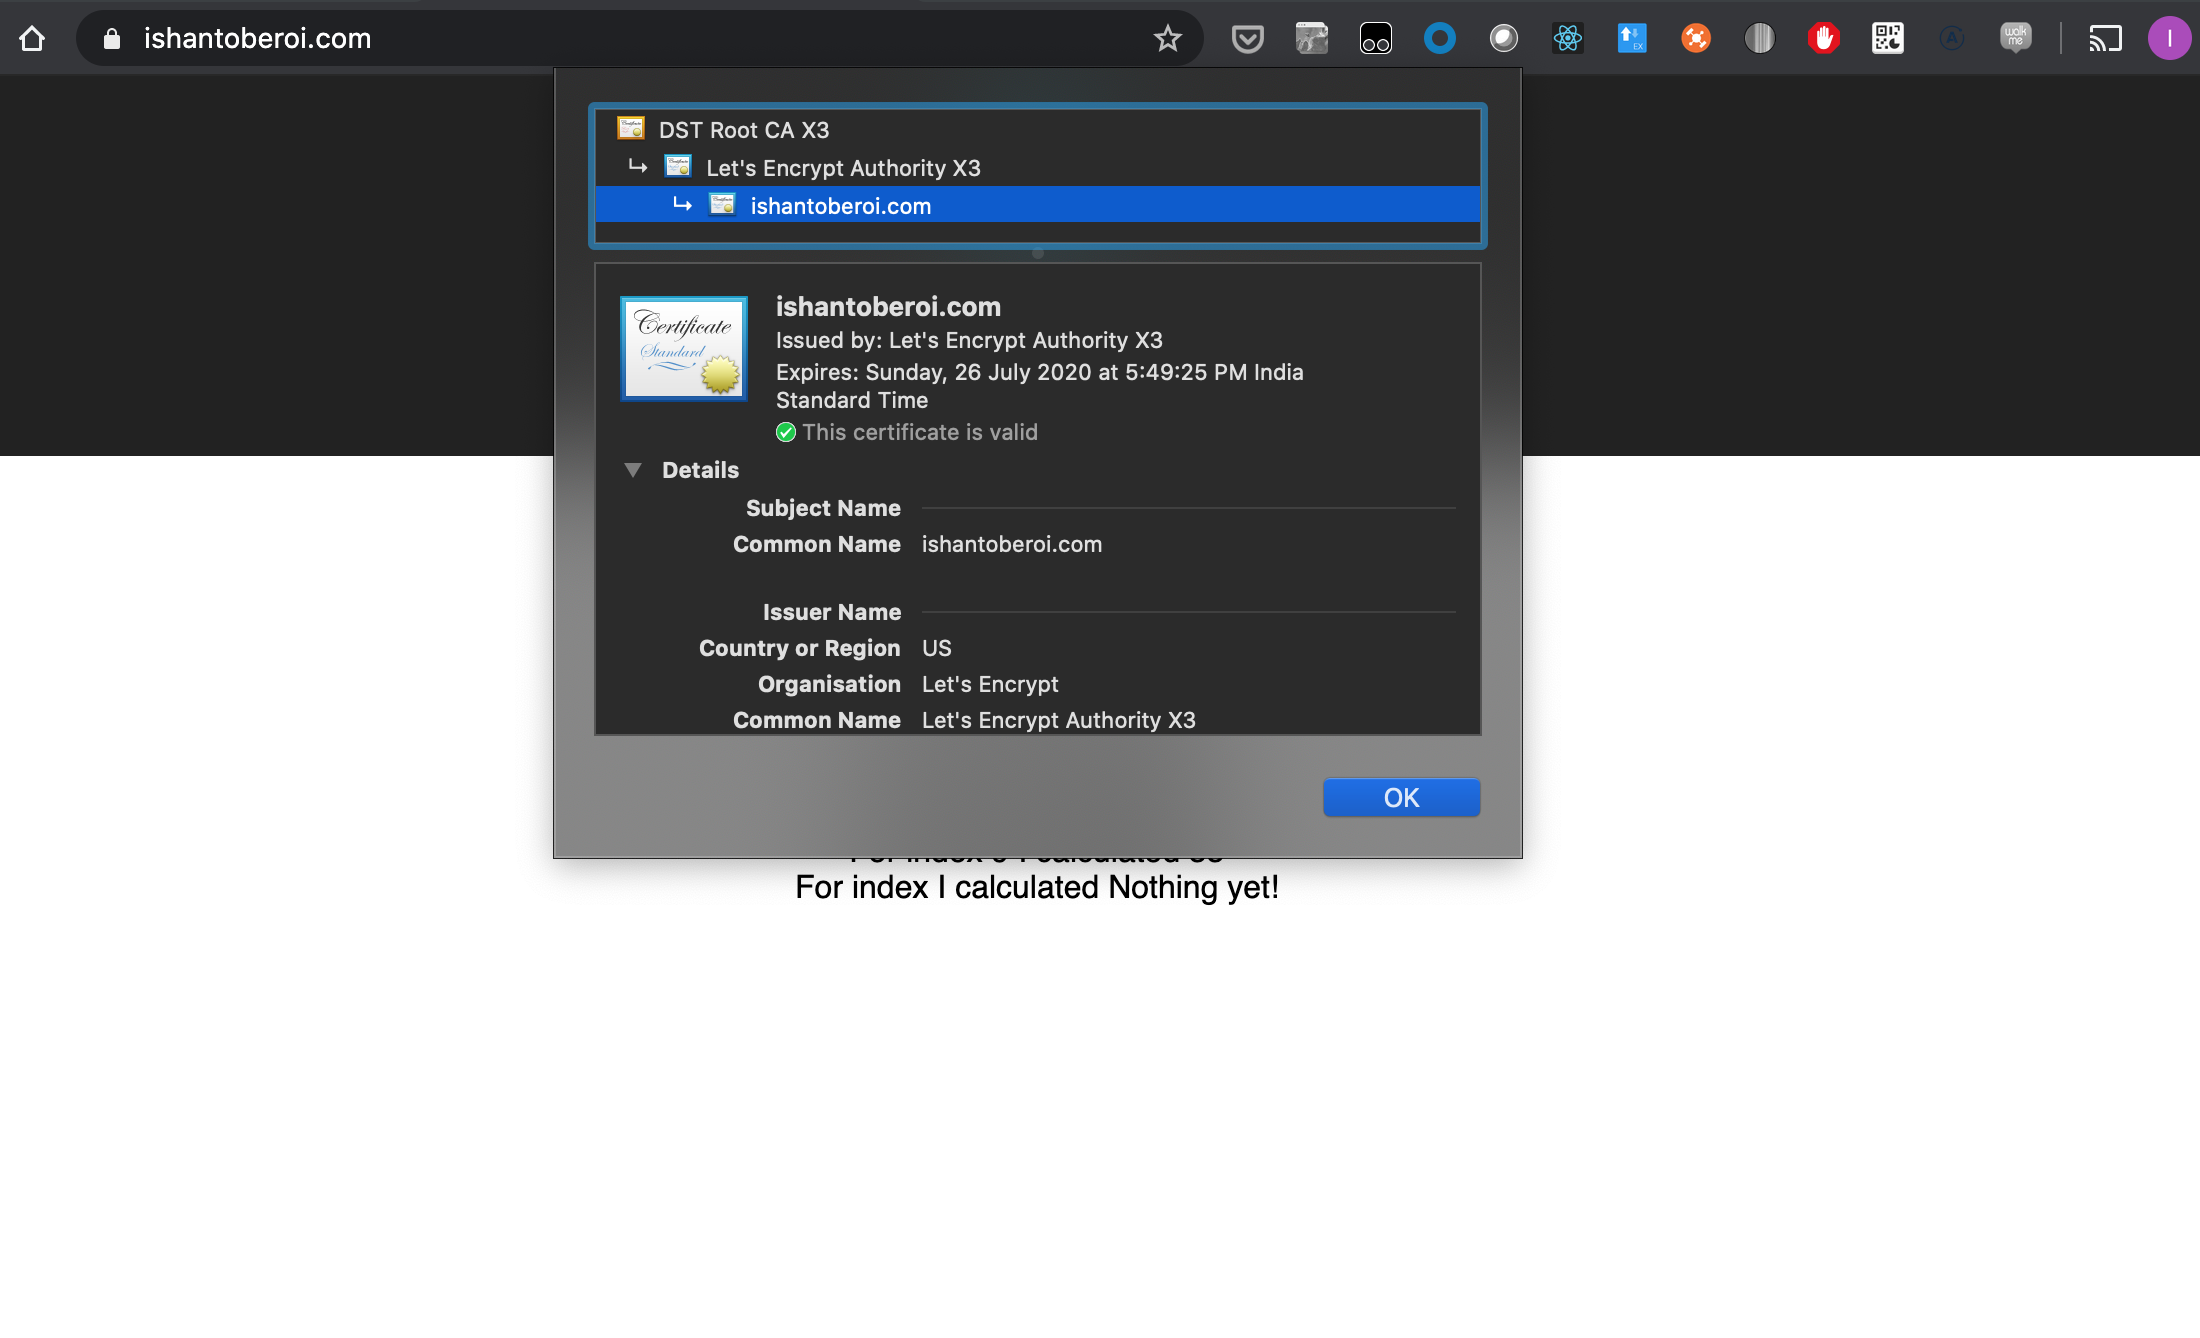 ishantoberoi.com
walk
me
I
DST Root CA X3
Let's Encrypt Authority X3
ishantoberoi.com
Certificate
Standard
ishantoberoi.com
Issued by: Let's Encrypt Authority X3
Expires: Sunday, 26 July 2020 at 5:49:25 PM India
Standard Time
This certificate is valid
Details
Subject Name
Common Name ishantoberoi.com
Issuer Name
Country or Region US
Organisation Let's Encrypt
Common Name Let's Encrypt Authority X3
OK
For index I calculated Nothing yet!